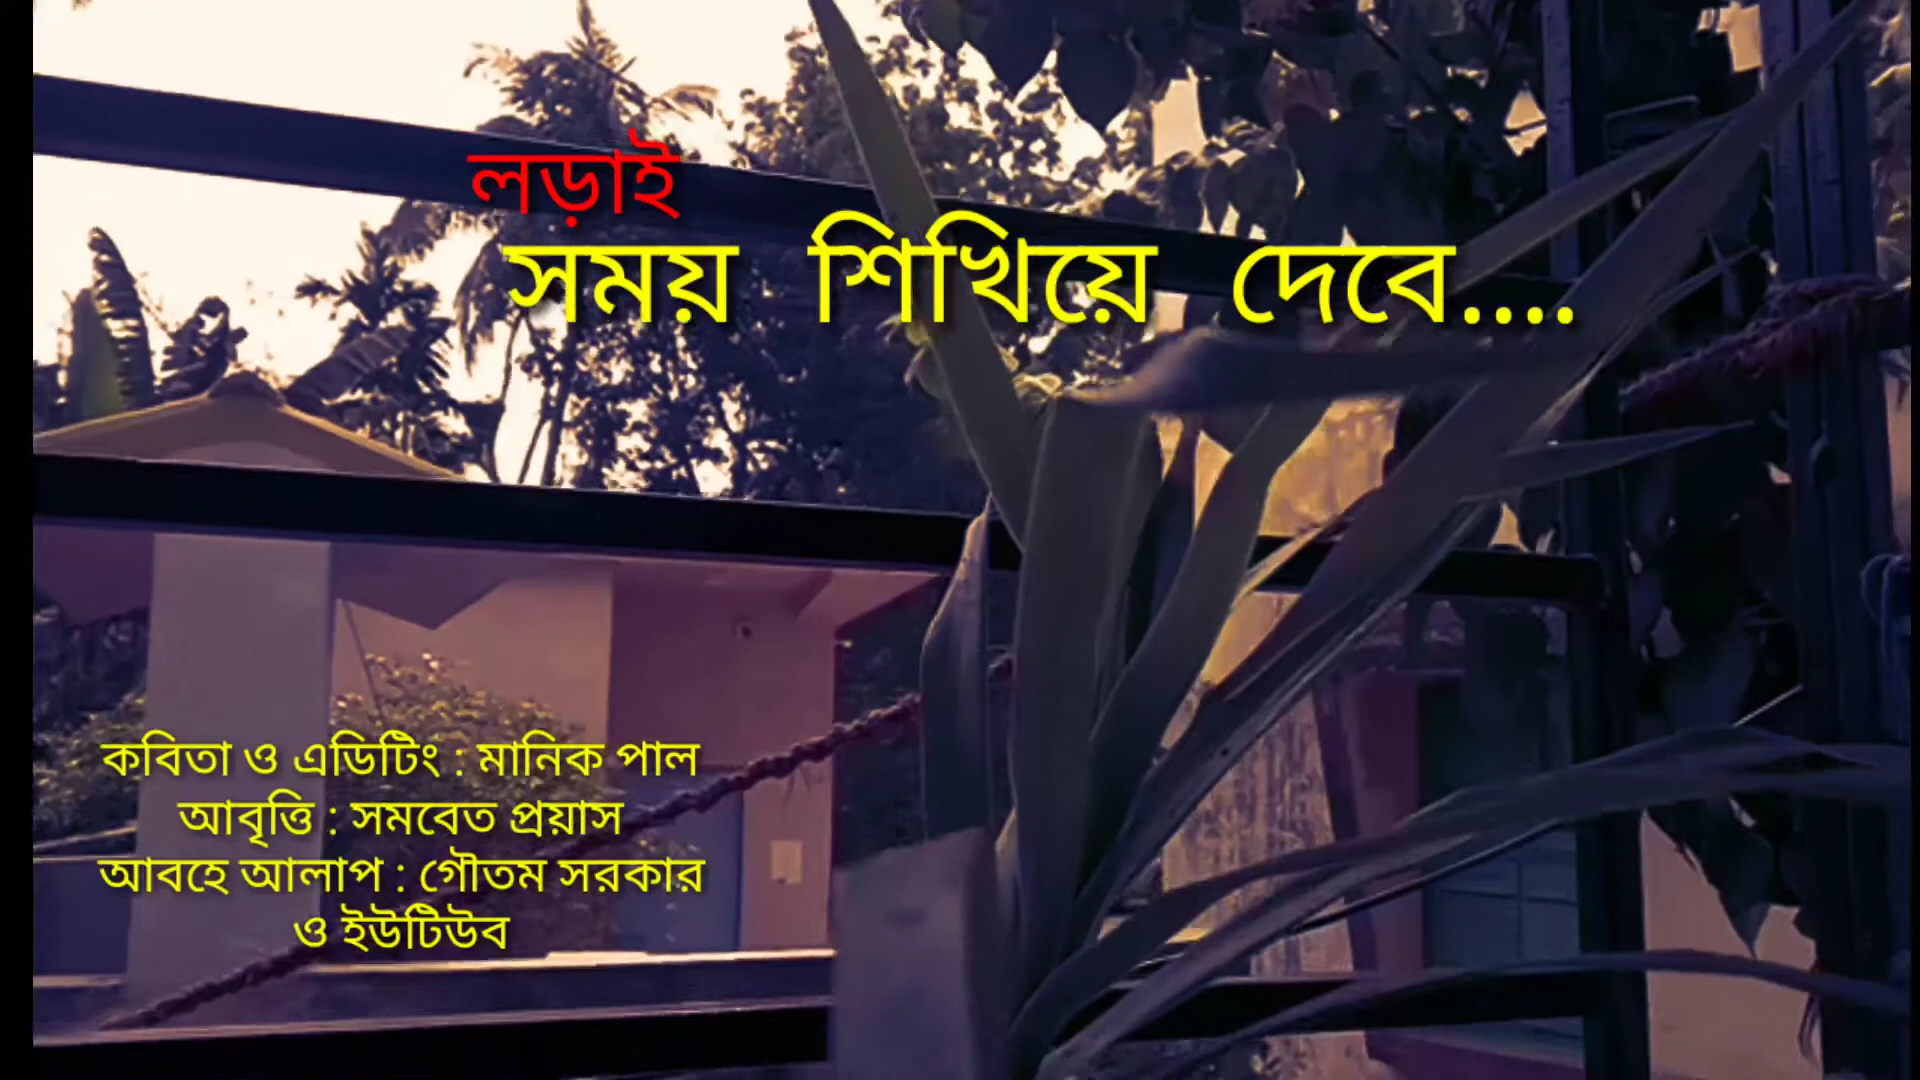 লড়াই
সময় শিখিয়ে দেবে....
কবিতা ও এডিটিং : মানিক পাল
আবৃত্তি : সমবেত প্রয়াস
আবহে আলাপ : গৌতম সরকার
ও ইউটিউব